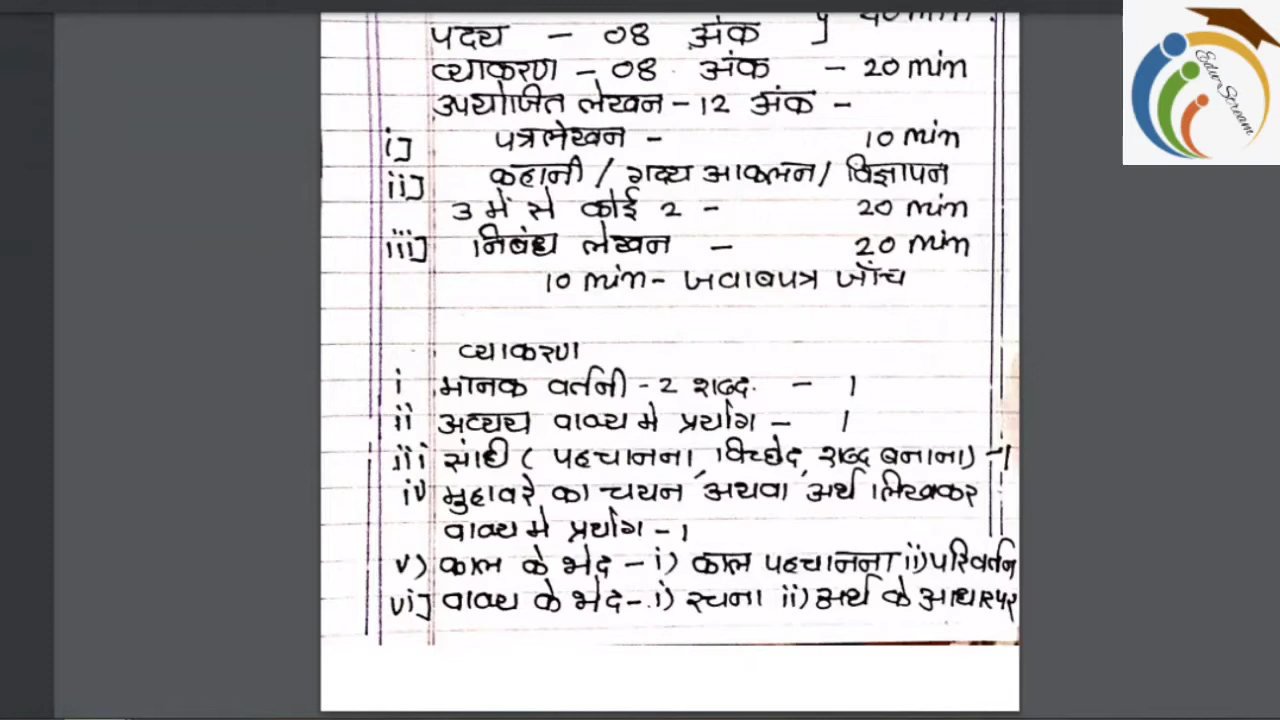 पद्य - 08 अंक
व्याकरण - 08 अंक - 20 min
उपयोजित लेखन - 12 अंक -
i] पत्रलेखन - 10 min
ii] कहानी / गद्य आकलन / विज्ञापन
3 में से कोई 2 - 20 min
iii] निबंध लेखन - 20 min
10 min - जवाबपत्र जाँच
व्याकरण
i मानक वर्तनी - 2 शब्द - 1
ii अव्यय वाक्य मे प्रयोग - 1
iii संधी ( पहचानना, विच्छेद, शब्द बनाना) - 1
iv मुहावरे का चयन अथवा अर्थ लिखकर
वाक्य मे प्रयोग - 1
v) काल के भेद - i) काल पहचानना ii) परिवर्तन
vi] वाक्य के भेद - i) रचना ii) अर्थ के आधारपर
Edu Scream